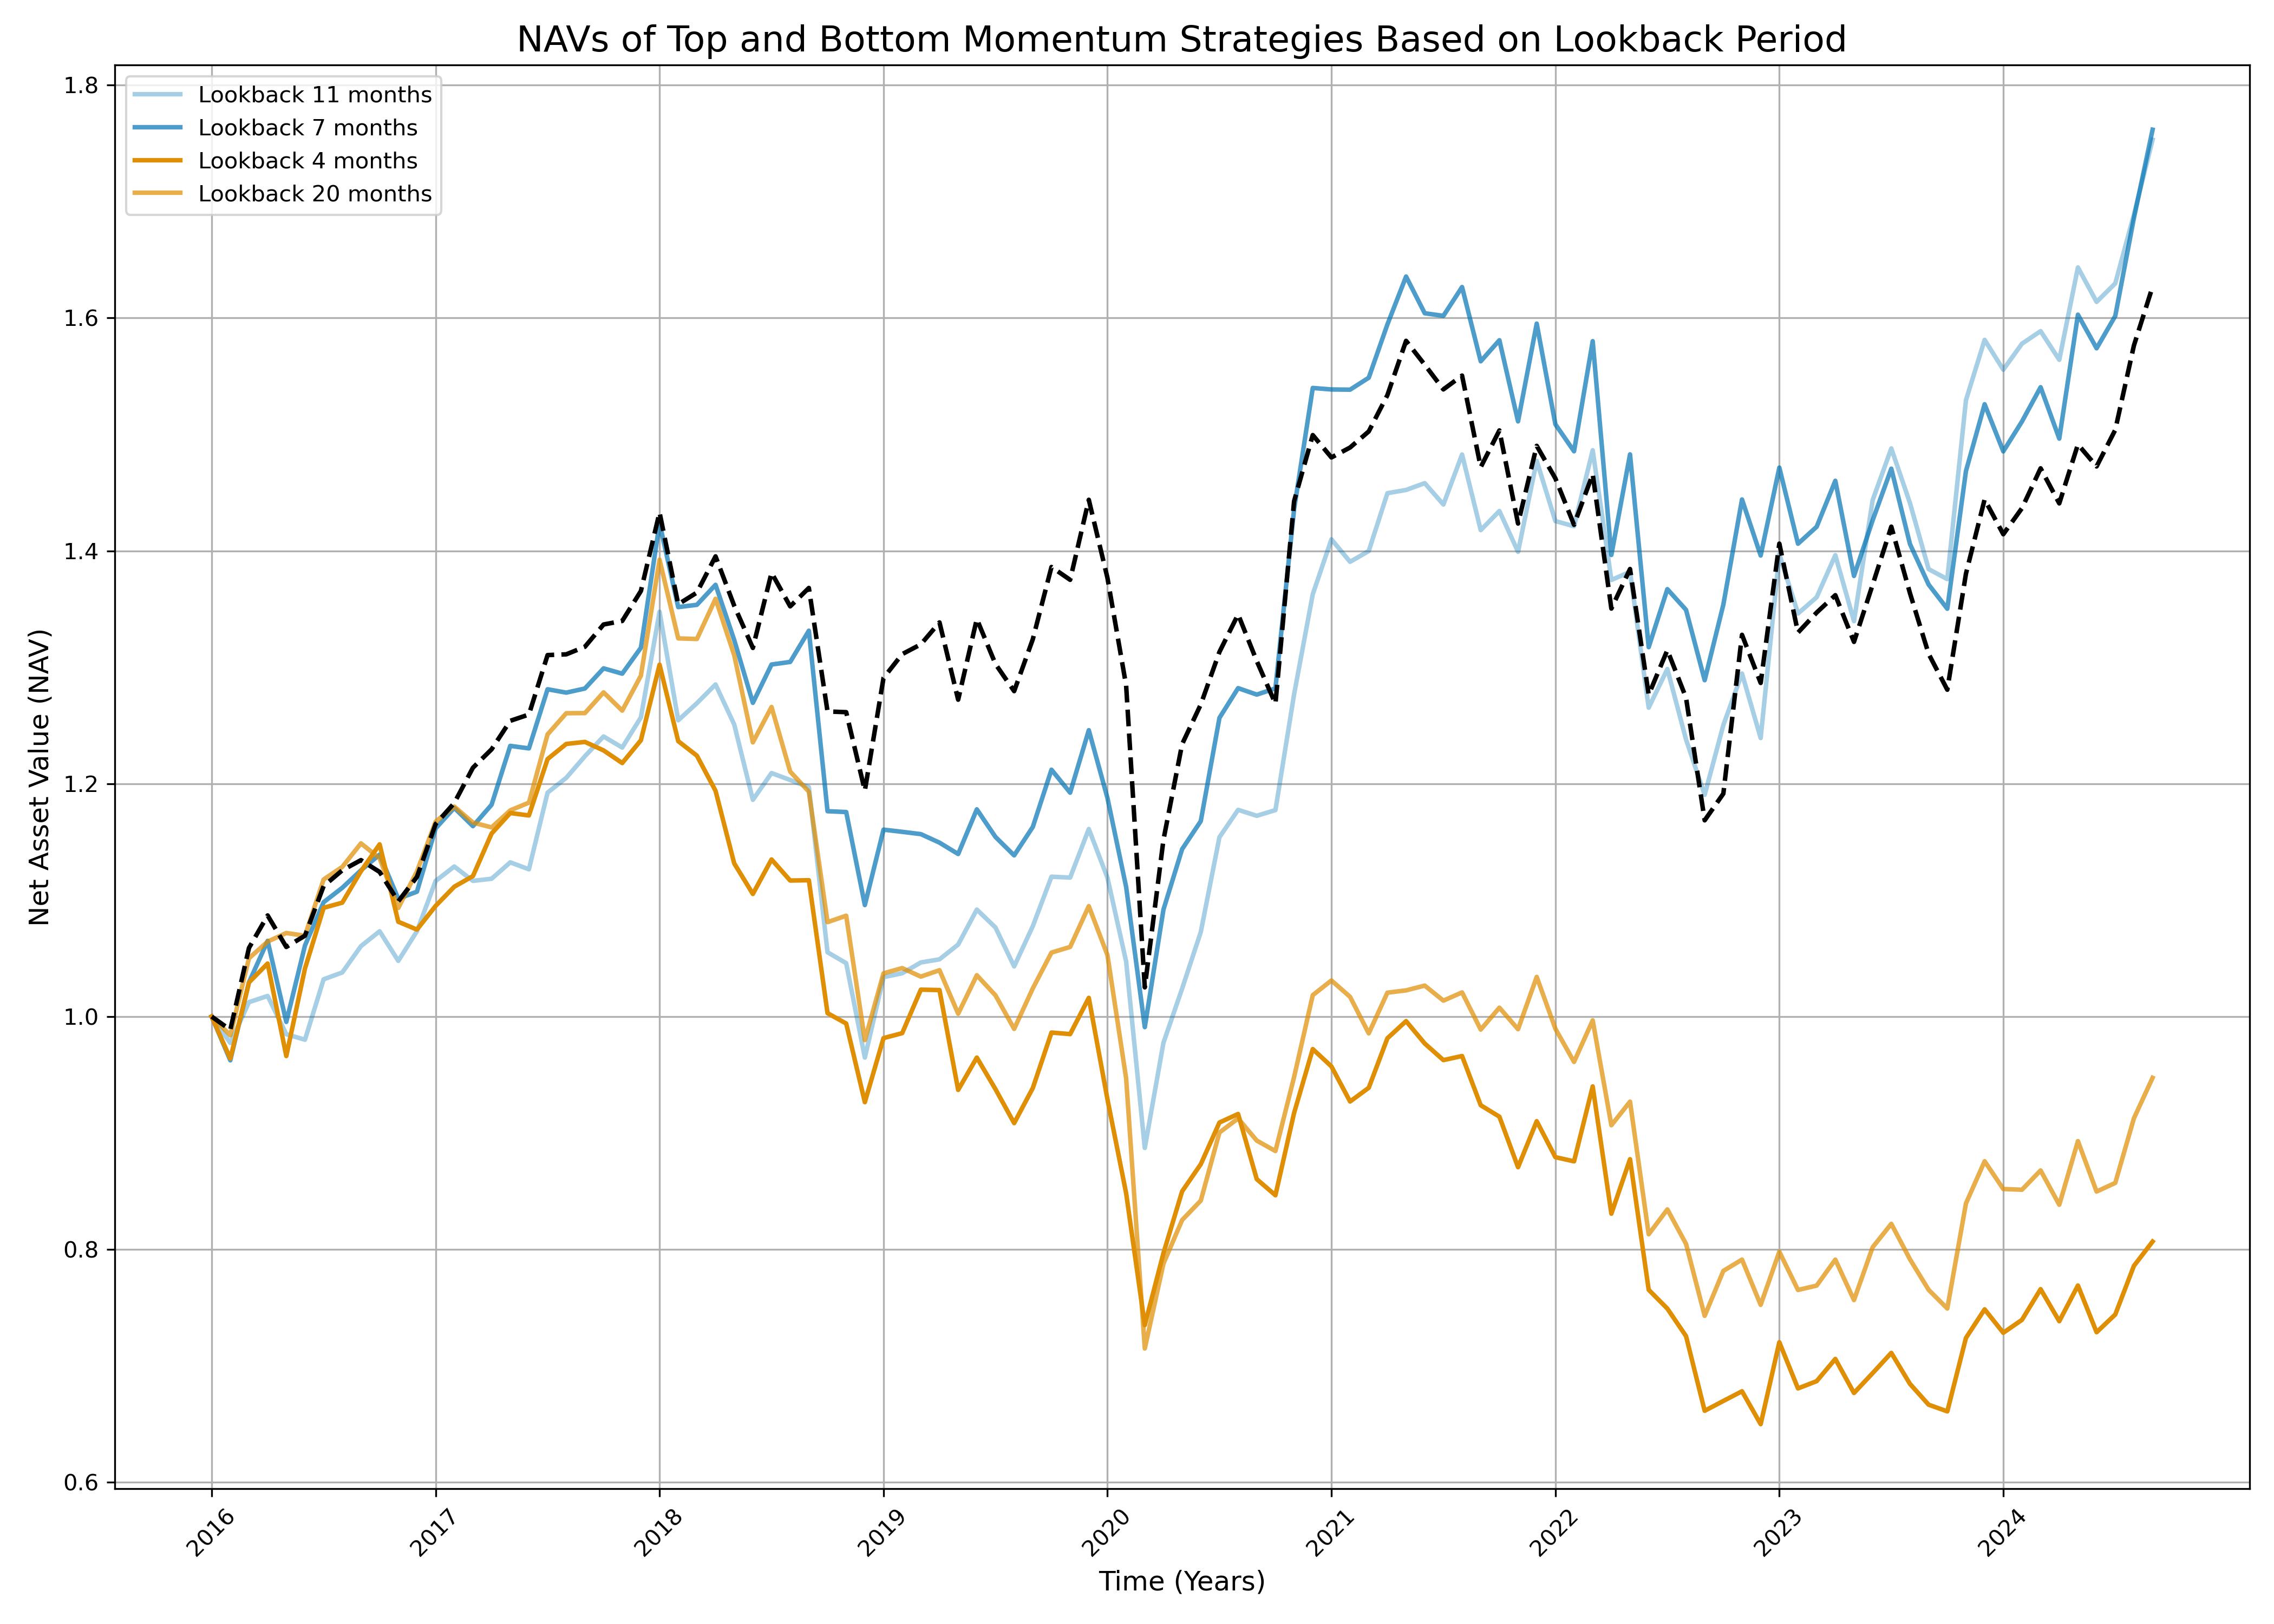 NAVs of Top and Bottom Momentum Strategies Based on Lookback Period
Lookback 11 months
Lookback 7 months
Lookback 4 months
Lookback 20 months
Net Asset Value (NAV)
1.8
1.6
1.4
1.2
1.0
0.8
0.6
2016
2017
2018
2019
2020
2021
2022
2023
2024
Time (Years)